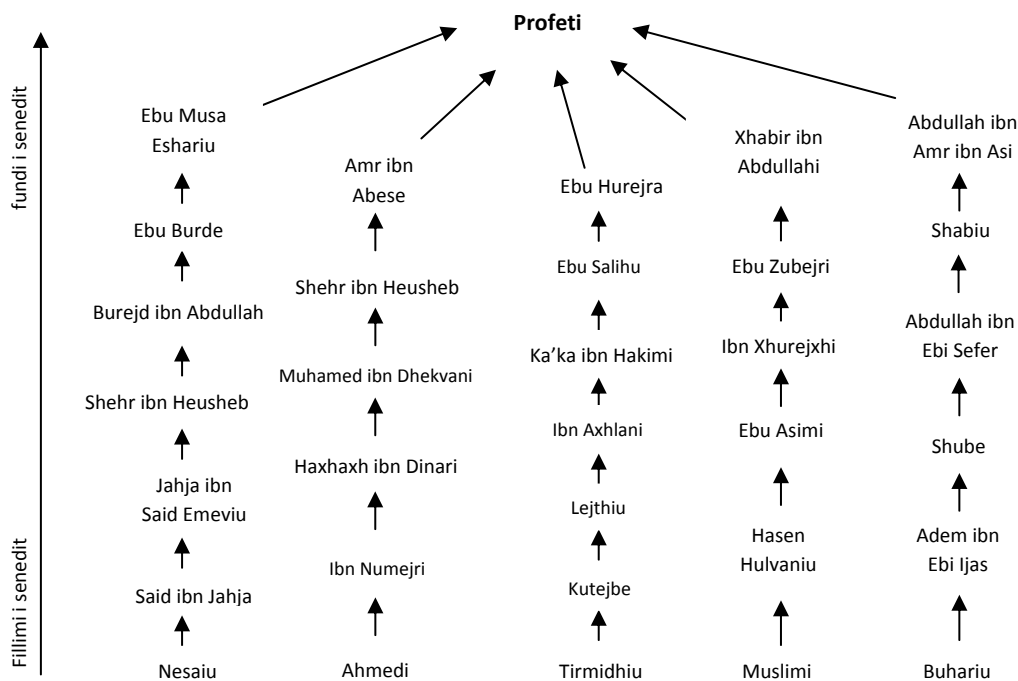 Profeti
fundi i senedit
Fillimi i senedit
Ebu Musa
Eshariu
Ebu Burde
Burejd ibn Abdullah
Shehr ibn Heusheb
Jahja ibn
Said Emeviu
Said ibn Jahja
Nesaiu
Amr ibn
Abese
Shehr ibn Heusheb
Muhamed ibn Dhekvani
Haxhaxh ibn Dinari
Ibn Numejri
Ahmedi
Ebu Hurejra
Ebu Salihu
Ka’ka ibn Hakimi
Ibn Axhlani
Lejthiu
Kutejbe
Tirmidhiu
Xhabir ibn
Abdullahi
Ebu Zubejri
Ibn Xhurejxhi
Ebu Asimi
Hasen
Hulvaniu
Muslimi
Abdullah ibn
Amr ibn Asi
Shabiu
Abdullah ibn
Ebi Sefer
Shube
Adem ibn
Ebi Ijas
Buhariu